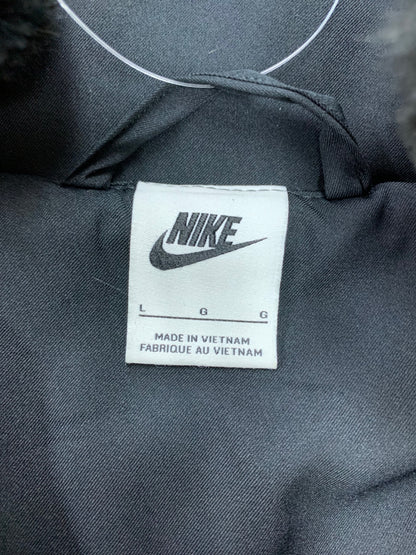 NIKE
L G G
MADE IN VIETNAM
FABRIQUE AU VIETNAM